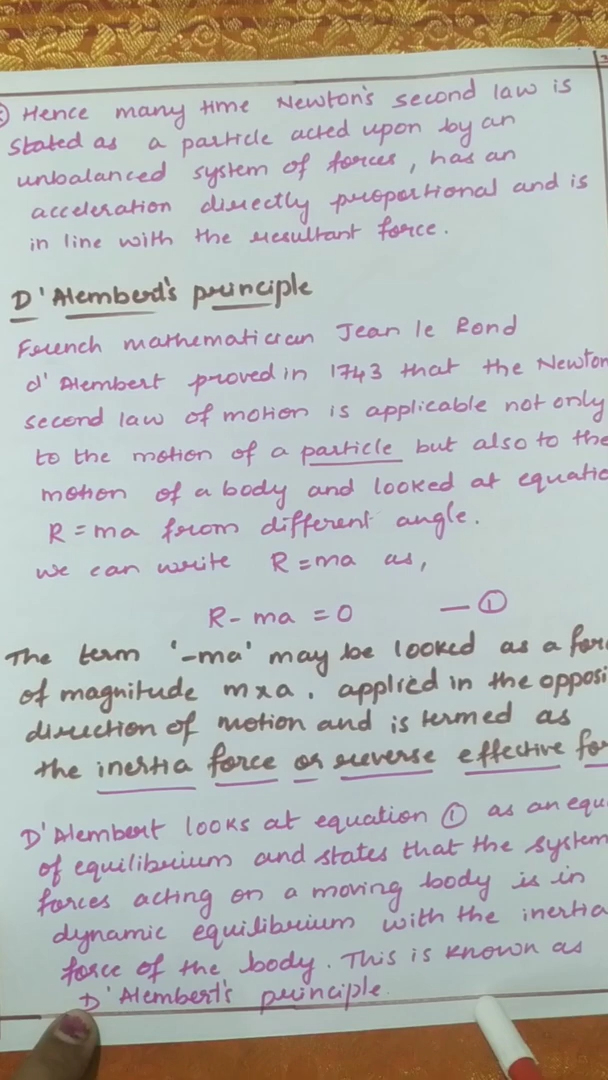 Hence many time Newton's second law is
stated as a particle acted upon by an
unbalanced system of forces, has an
acceleration directly proportional and is
in line with the resultant force.
D'Alembert's principle
French mathematician Jean le Rond
d'Alembert proved in 1743 that the Newton
second law of motion is applicable not only
to the motion of a particle but also to the
motion of a body and looked at equatio
R = ma from different angle.
we can write R = ma as,
R - ma = 0 — ①
The term '-ma' may be looked as a for
of magnitude m×a, applied in the opposi
direction of motion and is termed as
the inertia force or reverse effective for
D'Alembert looks at equation ① as an equ
of equilibrium and states that the system
forces acting on a moving body is in
dynamic equilibrium with the inertia
force of the body. This is known as
D'Alembert's principle.